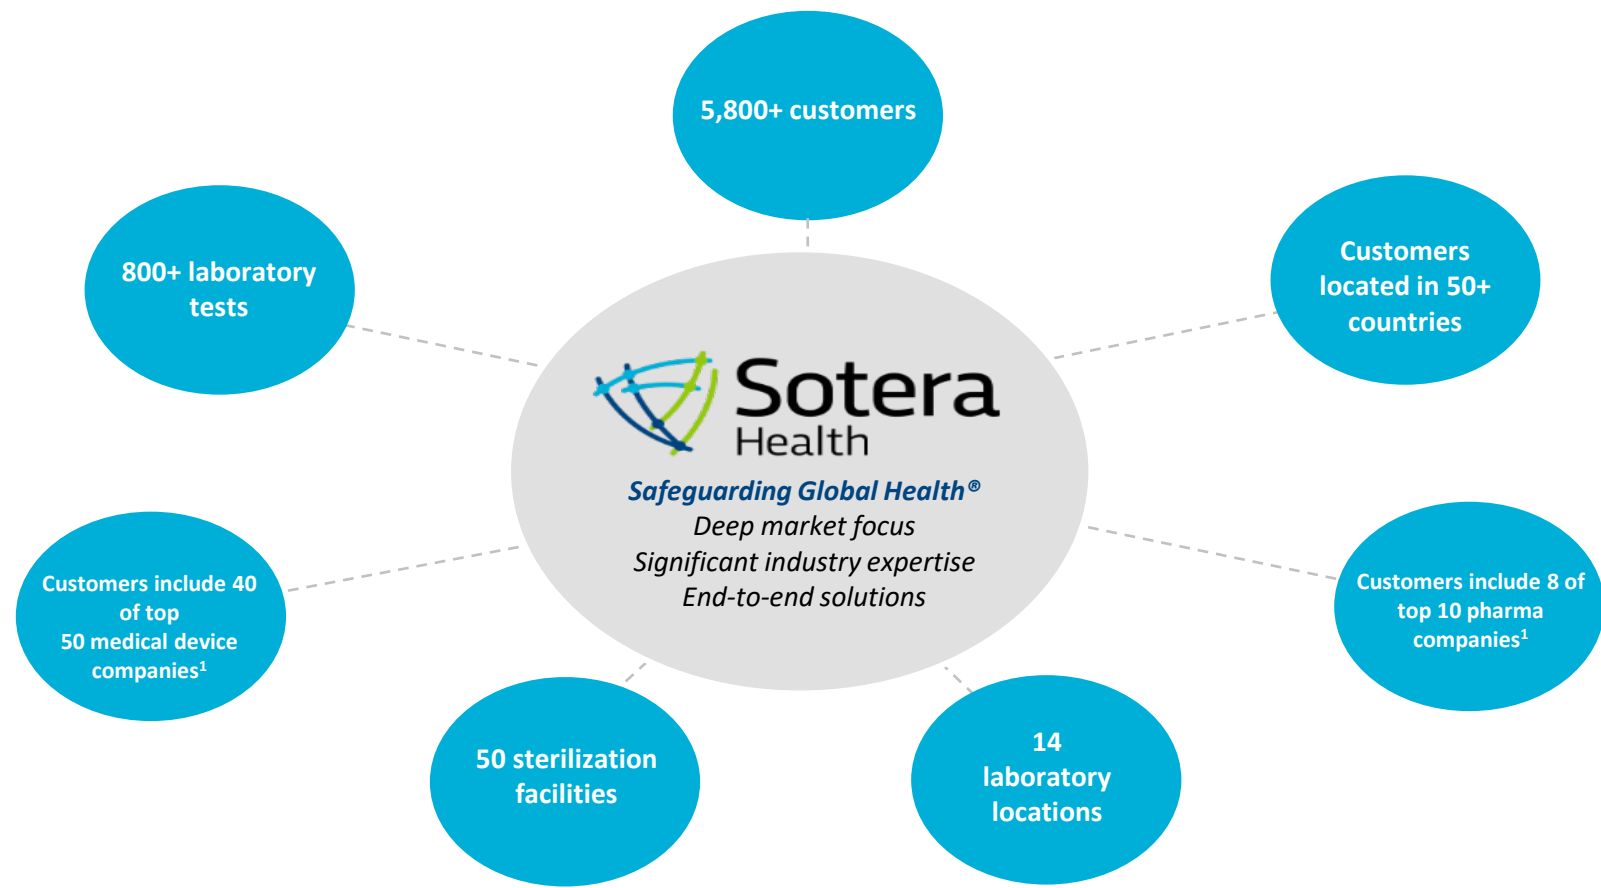 5,800+ customers
800+ laboratory
tests
Customers
located in 50+
countries
Sotera
Health
Safeguarding Global Health®
Deep market focus
Significant industry expertise
End-to-end solutions
Customers include 40
of top
50 medical device
companies¹
Customers include 8 of
top 10 pharma
companies¹
50 sterilization
facilities
14
laboratory
locations